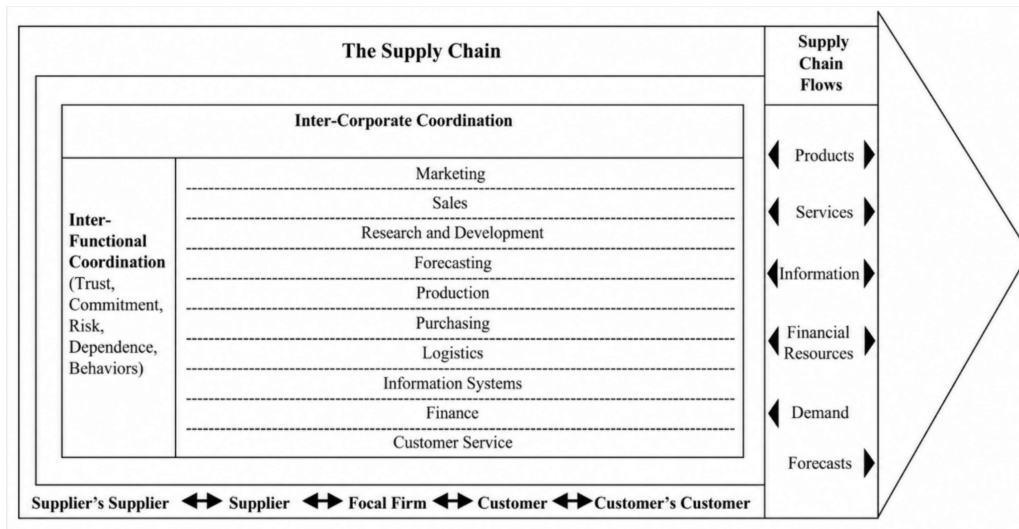 The Supply Chain
Supply
Chain
Flows
Inter-Corporate Coordination
Inter-
Functional
Coordination
(Trust,
Commitment,
Risk,
Dependence,
Behaviors)
Marketing
Sales
Research and Development
Forecasting
Production
Purchasing
Logistics
Information Systems
Finance
Customer Service
Products
Services
Information
Financial
Resources
Demand
Forecasts
Supplier's Supplier Supplier Focal Firm Customer Customer's Customer